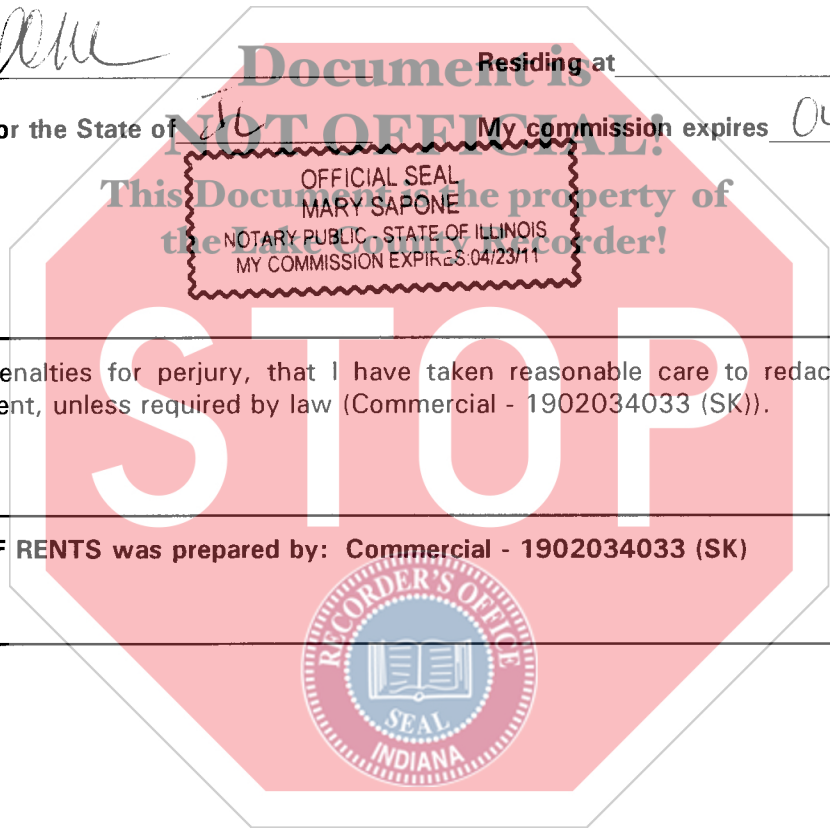 Document is
Residing at
or the State of IL
My commission expires 04
NOT OFFICIAL!
OFFICIAL SEAL
This Document is the property of
MARY SAPONE
NOTARY PUBLIC - STATE OF ILLINOIS
the Lake County Recorder!
MY COMMISSION EXPIRES:04/23/11
STOP
enalties for perjury, that I have taken reasonable care to redac
ent, unless required by law (Commercial - 1902034033 (SK)).
F RENTS was prepared by: Commercial - 1902034033 (SK)
RECORDER'S OFFICE
SEAL
INDIANA